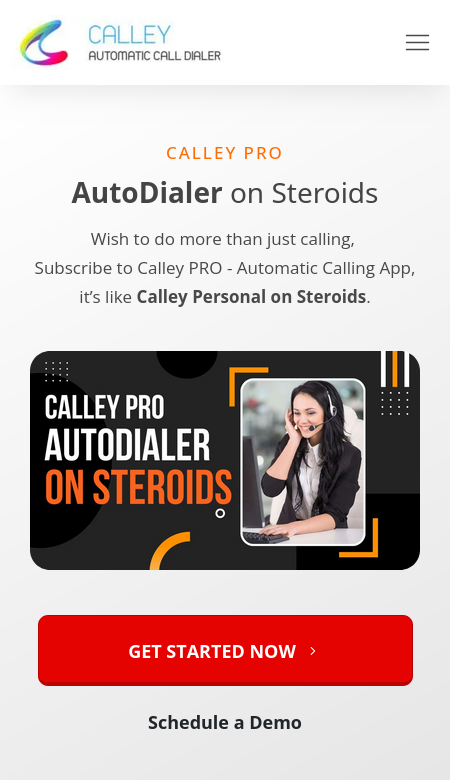 CALLEY
AUTOMATIC CALL DIALER
CALLEY PRO
AutoDialer on Steroids
Wish to do more than just calling,
Subscribe to Calley PRO - Automatic Calling App,
it’s like Calley Personal on Steroids.
CALLEY PRO
AUTODIALER
ON STEROIDS
GET STARTED NOW
Schedule a Demo